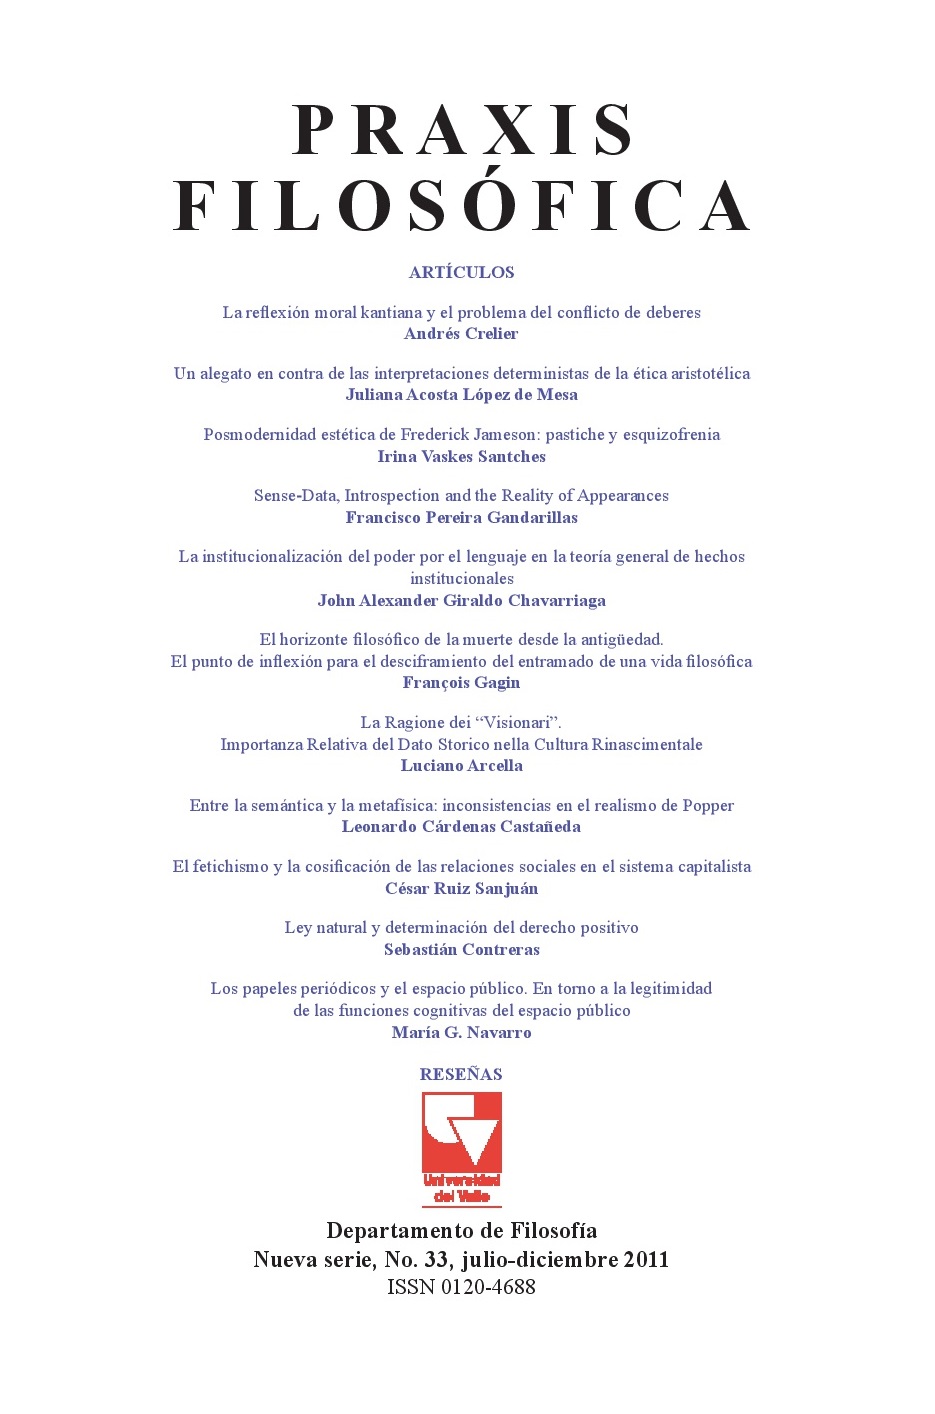 PRAXIS
FILOSÓFICA
ARTÍCULOS
La reflexión moral kantiana y el problema del conflicto de deberes
Andrés Crelier
Un alegato en contra de las interpretaciones deterministas de la ética aristotélica
Juliana Acosta López de Mesa
Posmodernidad estética de Frederick Jameson: pastiche y esquizofrenia
Irina Vaskes Santches
Sense-Data, Introspection and the Reality of Appearances
Francisco Pereira Gandarillas
La institucionalización del poder por el lenguaje en la teoría general de hechos
institucionales
John Alexander Giraldo Chavarriaga
El horizonte filosófico de la muerte desde la antigüedad.
El punto de inflexión para el desciframiento del entramado de una vida filosófica
François Gagin
La Ragione dei “Visionari”.
Importanza Relativa del Dato Storico nella Cultura Rinascimentale
Luciano Arcella
Entre la semántica y la metafísica: inconsistencias en el realismo de Popper
Leonardo Cárdenas Castañeda
El fetichismo y la cosificación de las relaciones sociales en el sistema capitalista
César Ruiz Sanjuán
Ley natural y determinación del derecho positivo
Sebastián Contreras
Los papeles periódicos y el espacio público. En torno a la legitimidad
de las funciones cognitivas del espacio público
María G. Navarro
RESEÑAS
Universidad
del Valle
Departamento de Filosofía
Nueva serie, No. 33, julio-diciembre 2011
ISSN 0120-4688